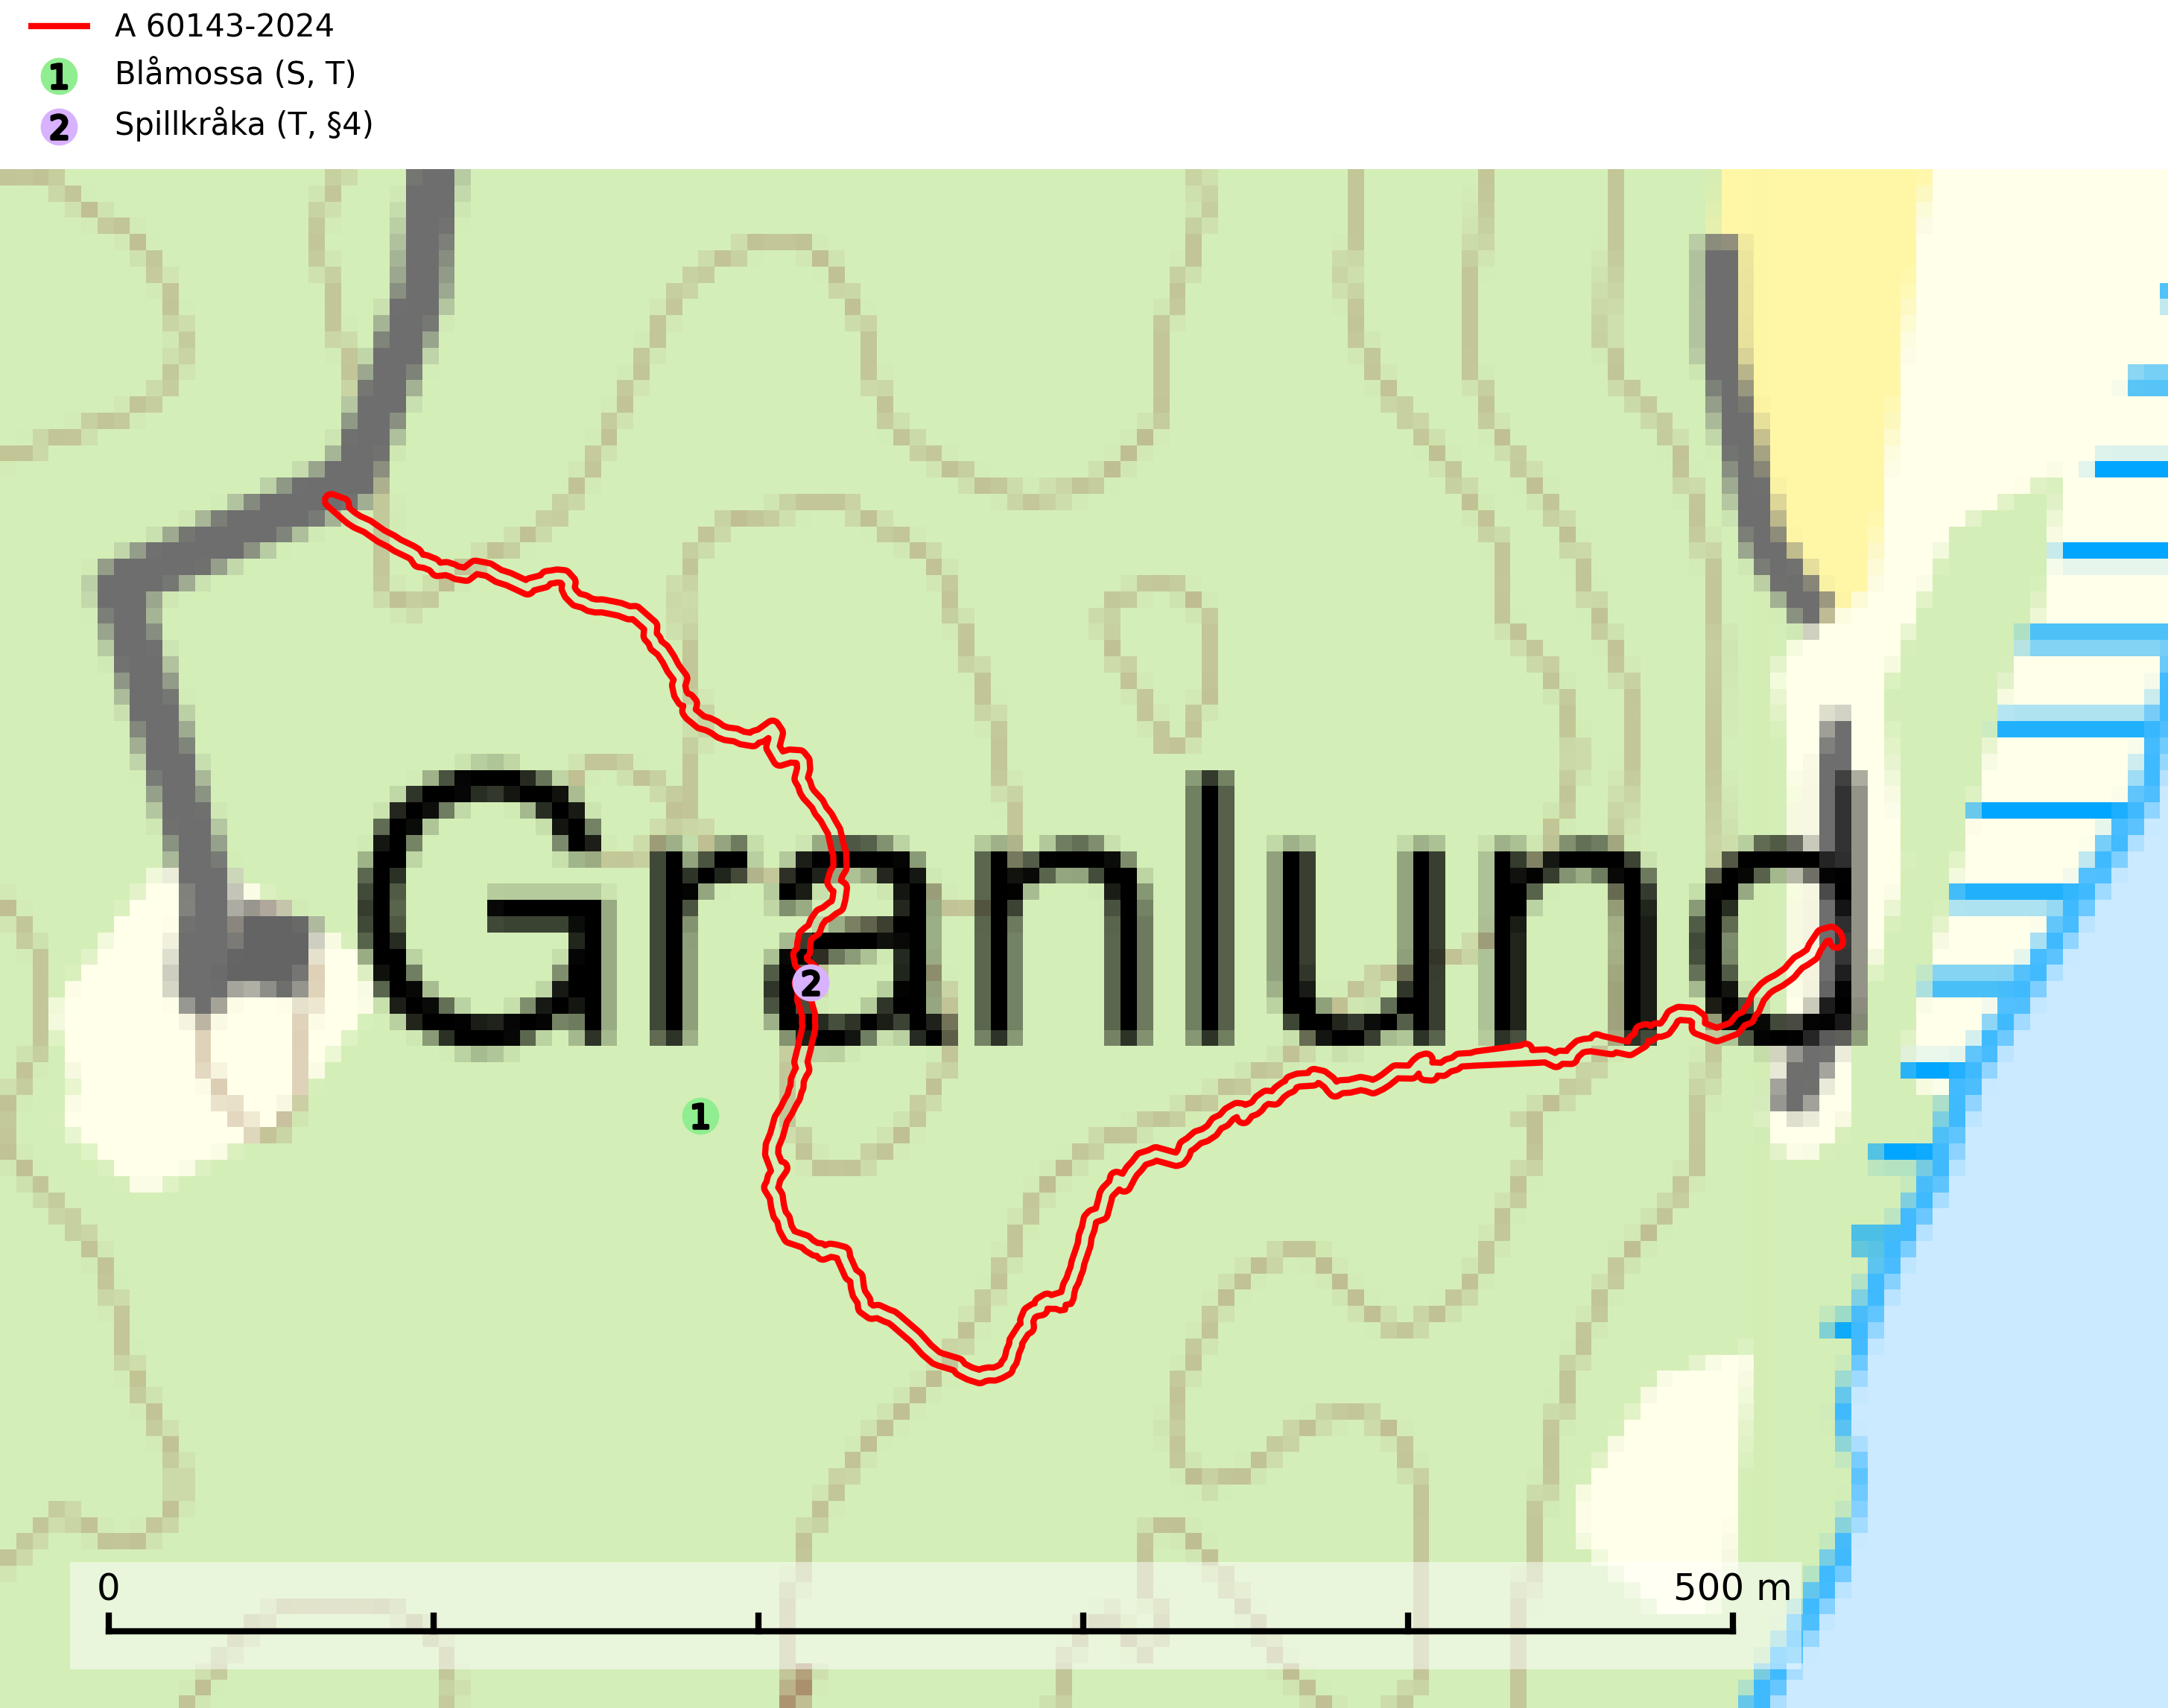 A 60143-2024
1 Blåmossa (S, T)
2 Spillkråka (T, §4)
Granlund
2
1
0 500 m